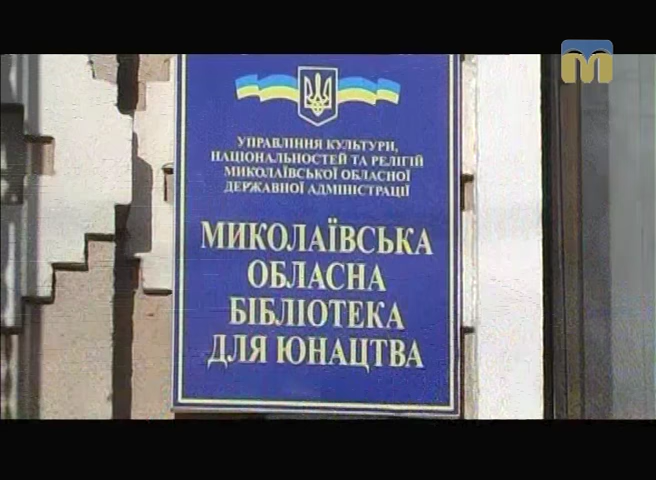 УПРАВЛІННЯ КУЛЬТУРИ,
НАЦІОНАЛЬНОСТЕЙ ТА РЕЛІГІЙ
МИКОЛАЇВСЬКОЇ ОБЛАСНОЇ
ДЕРЖАВНОЇ АДМІНІСТРАЦІЇ
МИКОЛАЇВСЬКА
ОБЛАСНА
БІБЛІОТЕКА
ДЛЯ ЮНАЦТВА